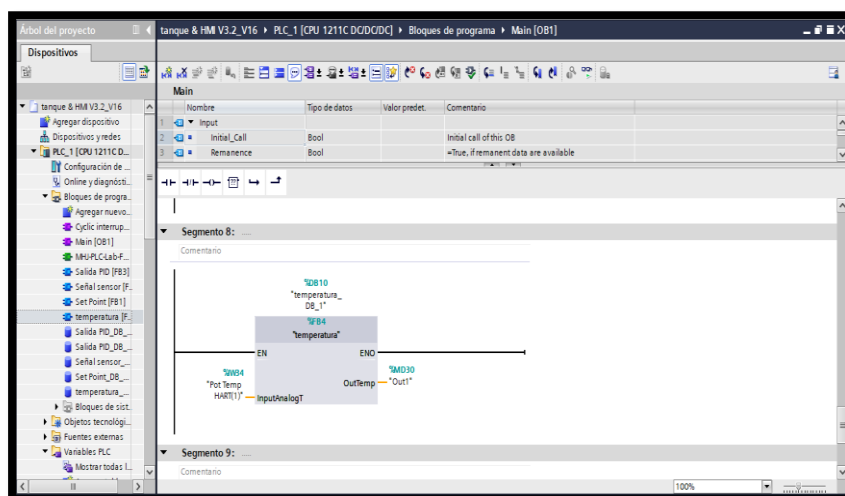 Árbol del proyecto
tanque & HMI V3.2_V16 ▸ PLC_1 [CPU 1211C DC/DC/DC] ▸ Bloques de programa ▸ Main [OB1]
Dispositivos
tanque & HMI V3.2_V16
Agregar dispositivo
Dispositivos y redes
PLC_1 [CPU 1211C D...
Configuración de ...
Online y diagnósti...
Bloques de progra...
Agregar nuevo...
Cyclic interrup...
Main [OB1]
MHJ-PLC-Lab-F...
Salida PID [FB3]
Señal sensor [F...
Set Point [FB1]
temperatura [F...
Salida PID_DB_...
Salida PID_DB_...
Señal sensor_...
Set Point_DB_...
temperatura_...
Bloques de sist...
Objetos tecnológi...
Fuentes externas
Variables PLC
Mostrar todas l...
Main
Nombre Tipo de datos Valor predet. Comentario
1 Input
2 Initial_Call Bool Initial call of this OB
3 Remanence Bool =True, if remanent data are available
Segmento 8: ....
Comentario
%DB10
"temperatura_
DB_1"
%FB4
"temperatura"
EN ENO
%IW84
"Pot Temp
HART(1)" InputAnalogT
%MD30
OutTemp "Out1"
Segmento 9: ....
Comentario
100%